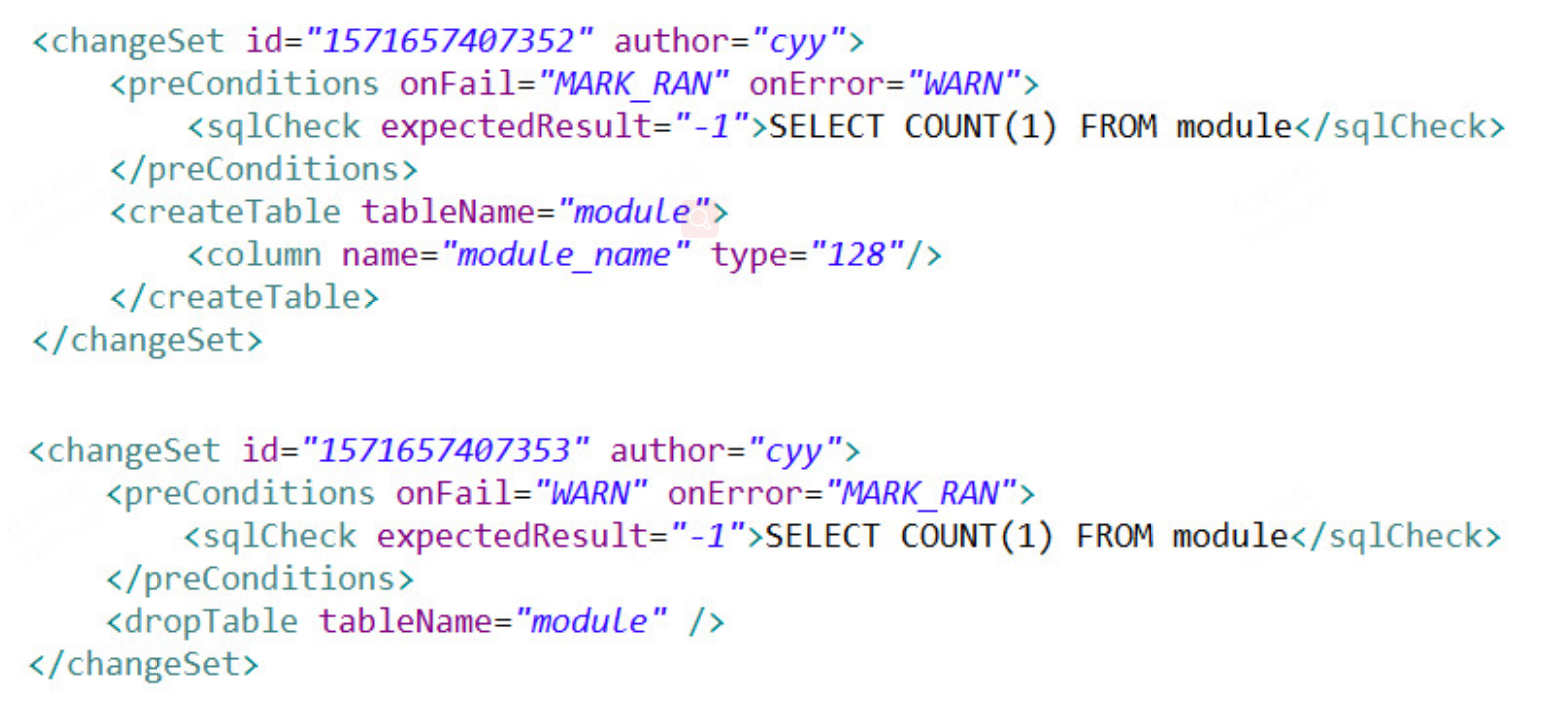 <changeSet id="1571657407352" author="cyy">
<preConditions onFail="MARK_RAN" onError="WARN">
<sqlCheck expectedResult="-1">SELECT COUNT(1) FROM module</sqlCheck>
</preConditions>
<createTable tableName="module">
<column name="module_name" type="128"/>
</createTable>
</changeSet>
<changeSet id="1571657407353" author="cyy">
<preConditions onFail="WARN" onError="MARK_RAN">
<sqlCheck expectedResult="-1">SELECT COUNT(1) FROM module</sqlCheck>
</preConditions>
<dropTable tableName="module" />
</changeSet>